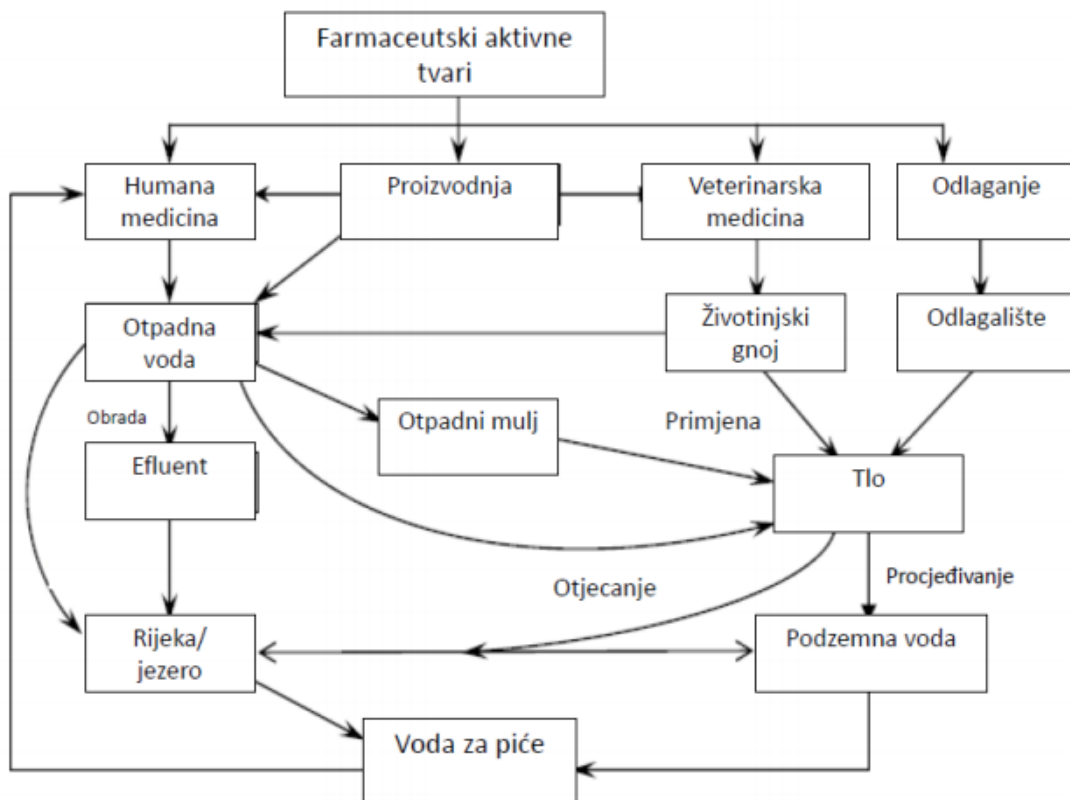 Farmaceutski aktivne
tvari
Humana
medicina
Proizvodnja
Veterinarska
medicina
Odlaganje
Otpadna
voda
Životinjski
gnoj
Odlagalište
Obrada
Otpadni mulj
Primjena
Efluent
Tlo
Otjecanje
Procjeđivanje
Rijeka/
jezero
Podzemna voda
Voda za piće